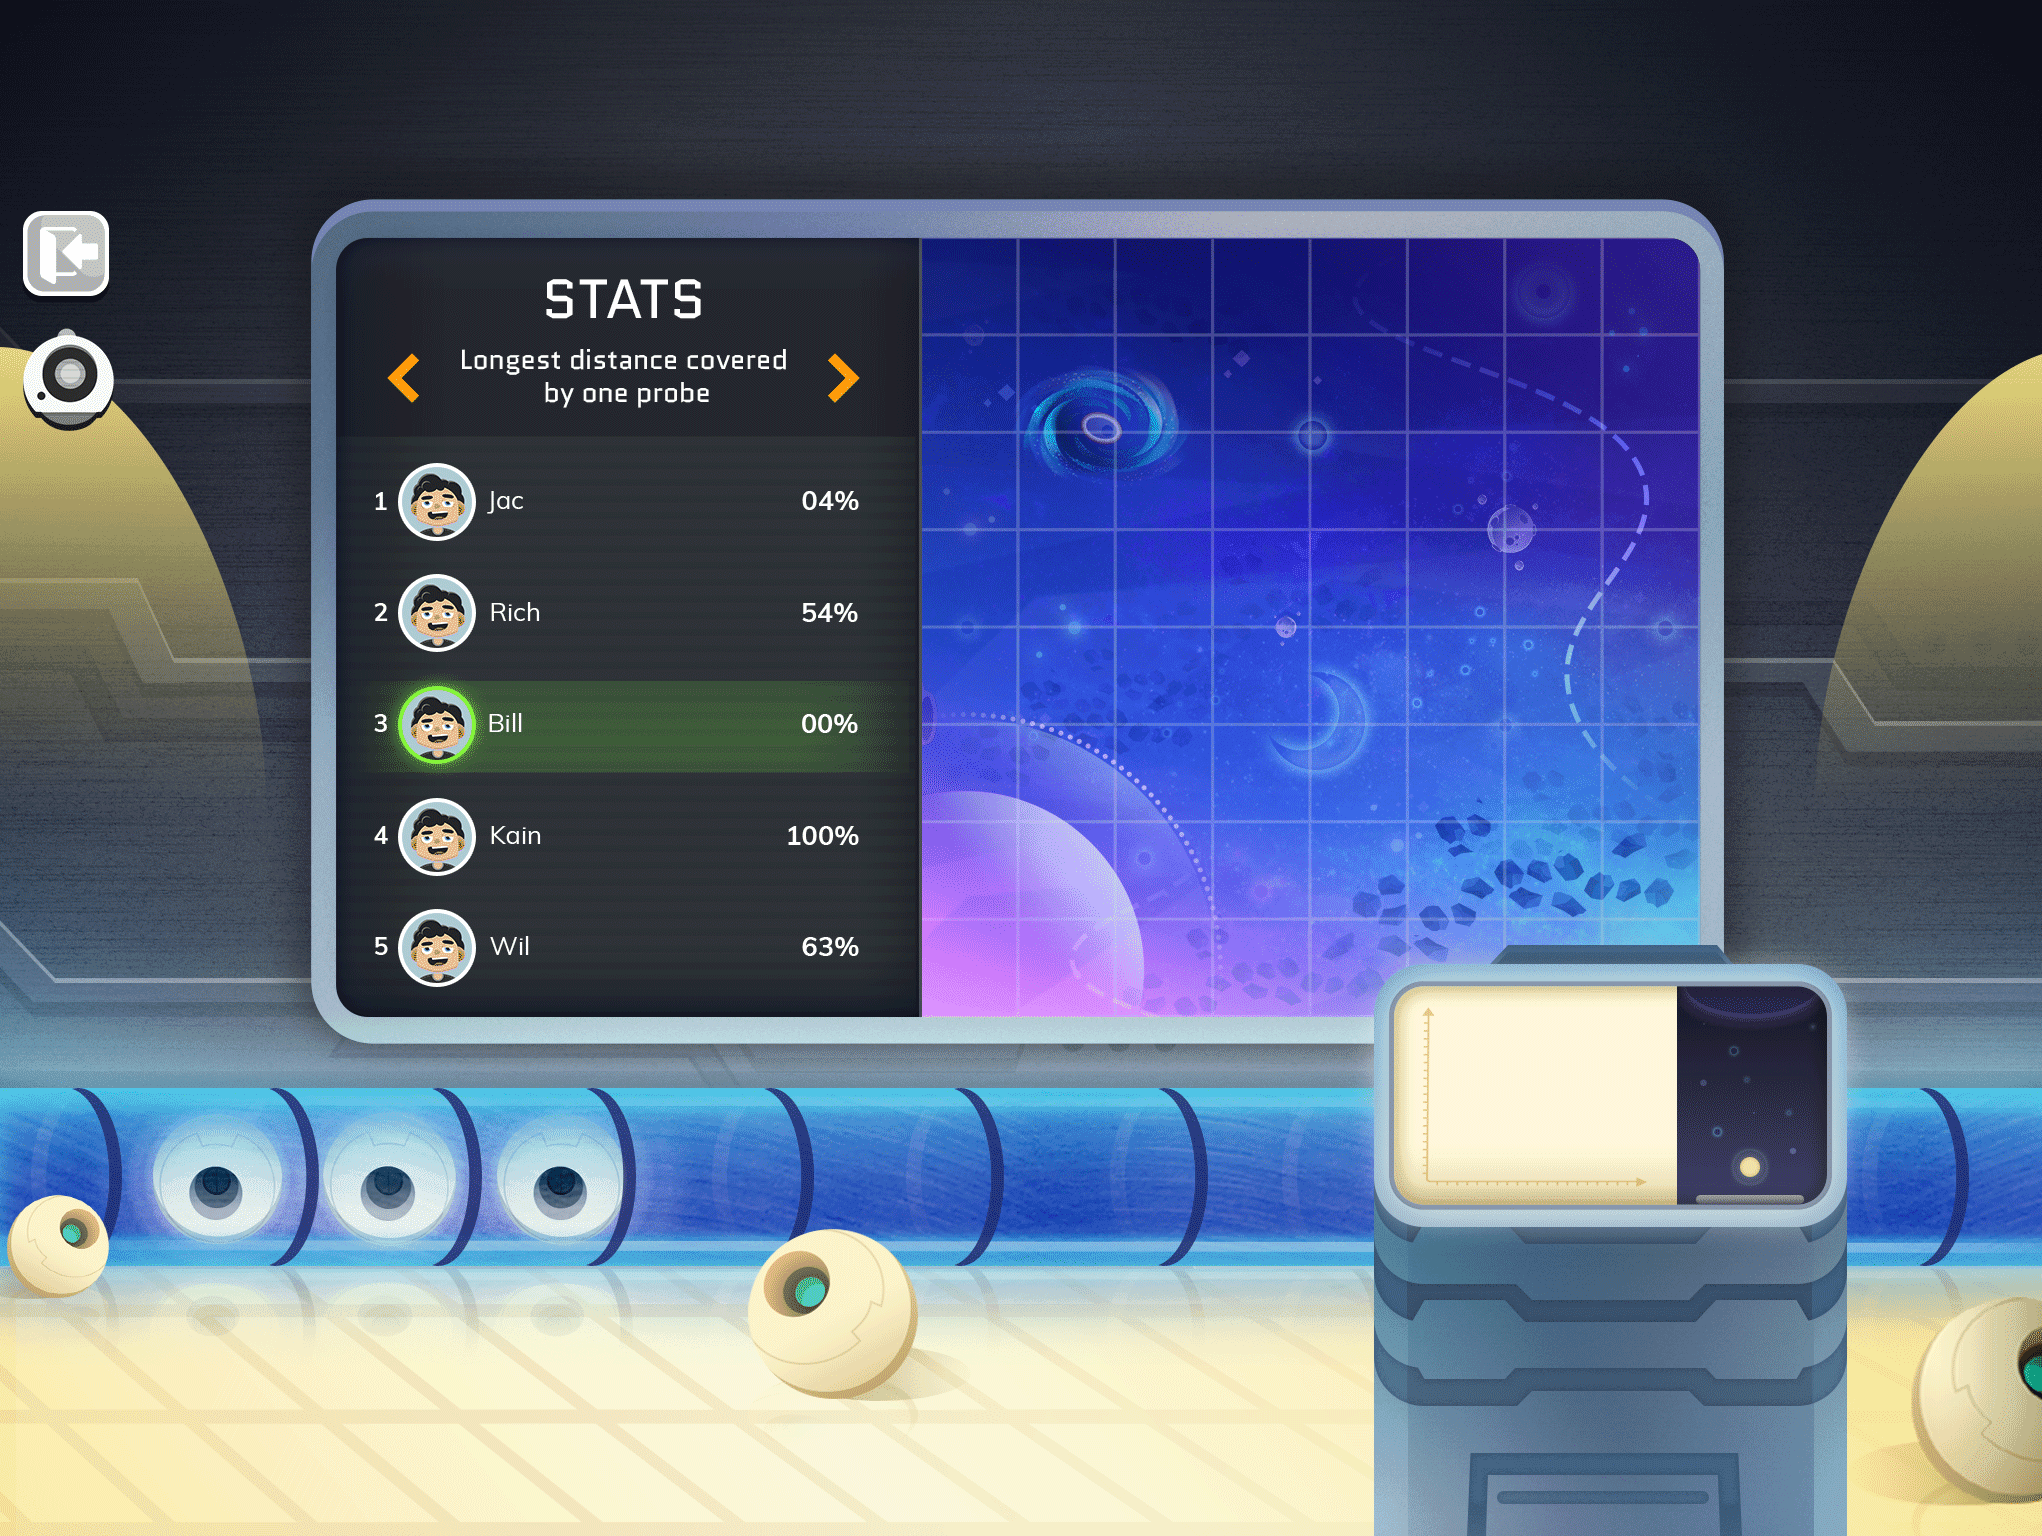 STATS
Longest distance covered
by one probe
1 Jac 04%
2 Rich 54%
3 Bill 00%
4 Kain 100%
5 Wil 63%